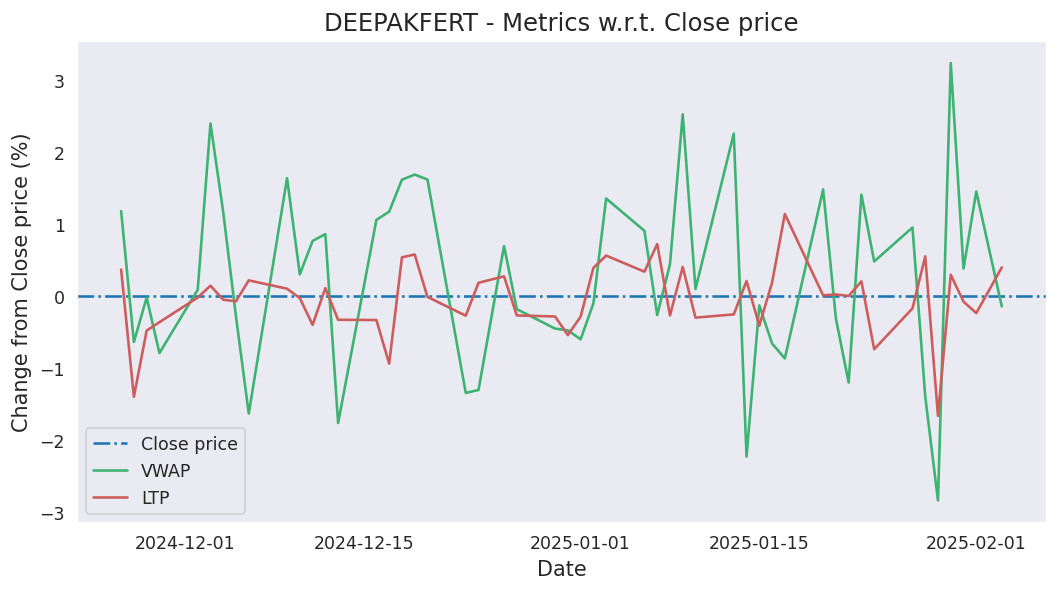 DEEPAKFERT - Metrics w.r.t. Close price
Change from Close price (%)
3
2
1
0
−1
−2
−3
Close price
VWAP
LTP
2024-12-01
2024-12-15
2025-01-01
2025-01-15
2025-02-01
Date